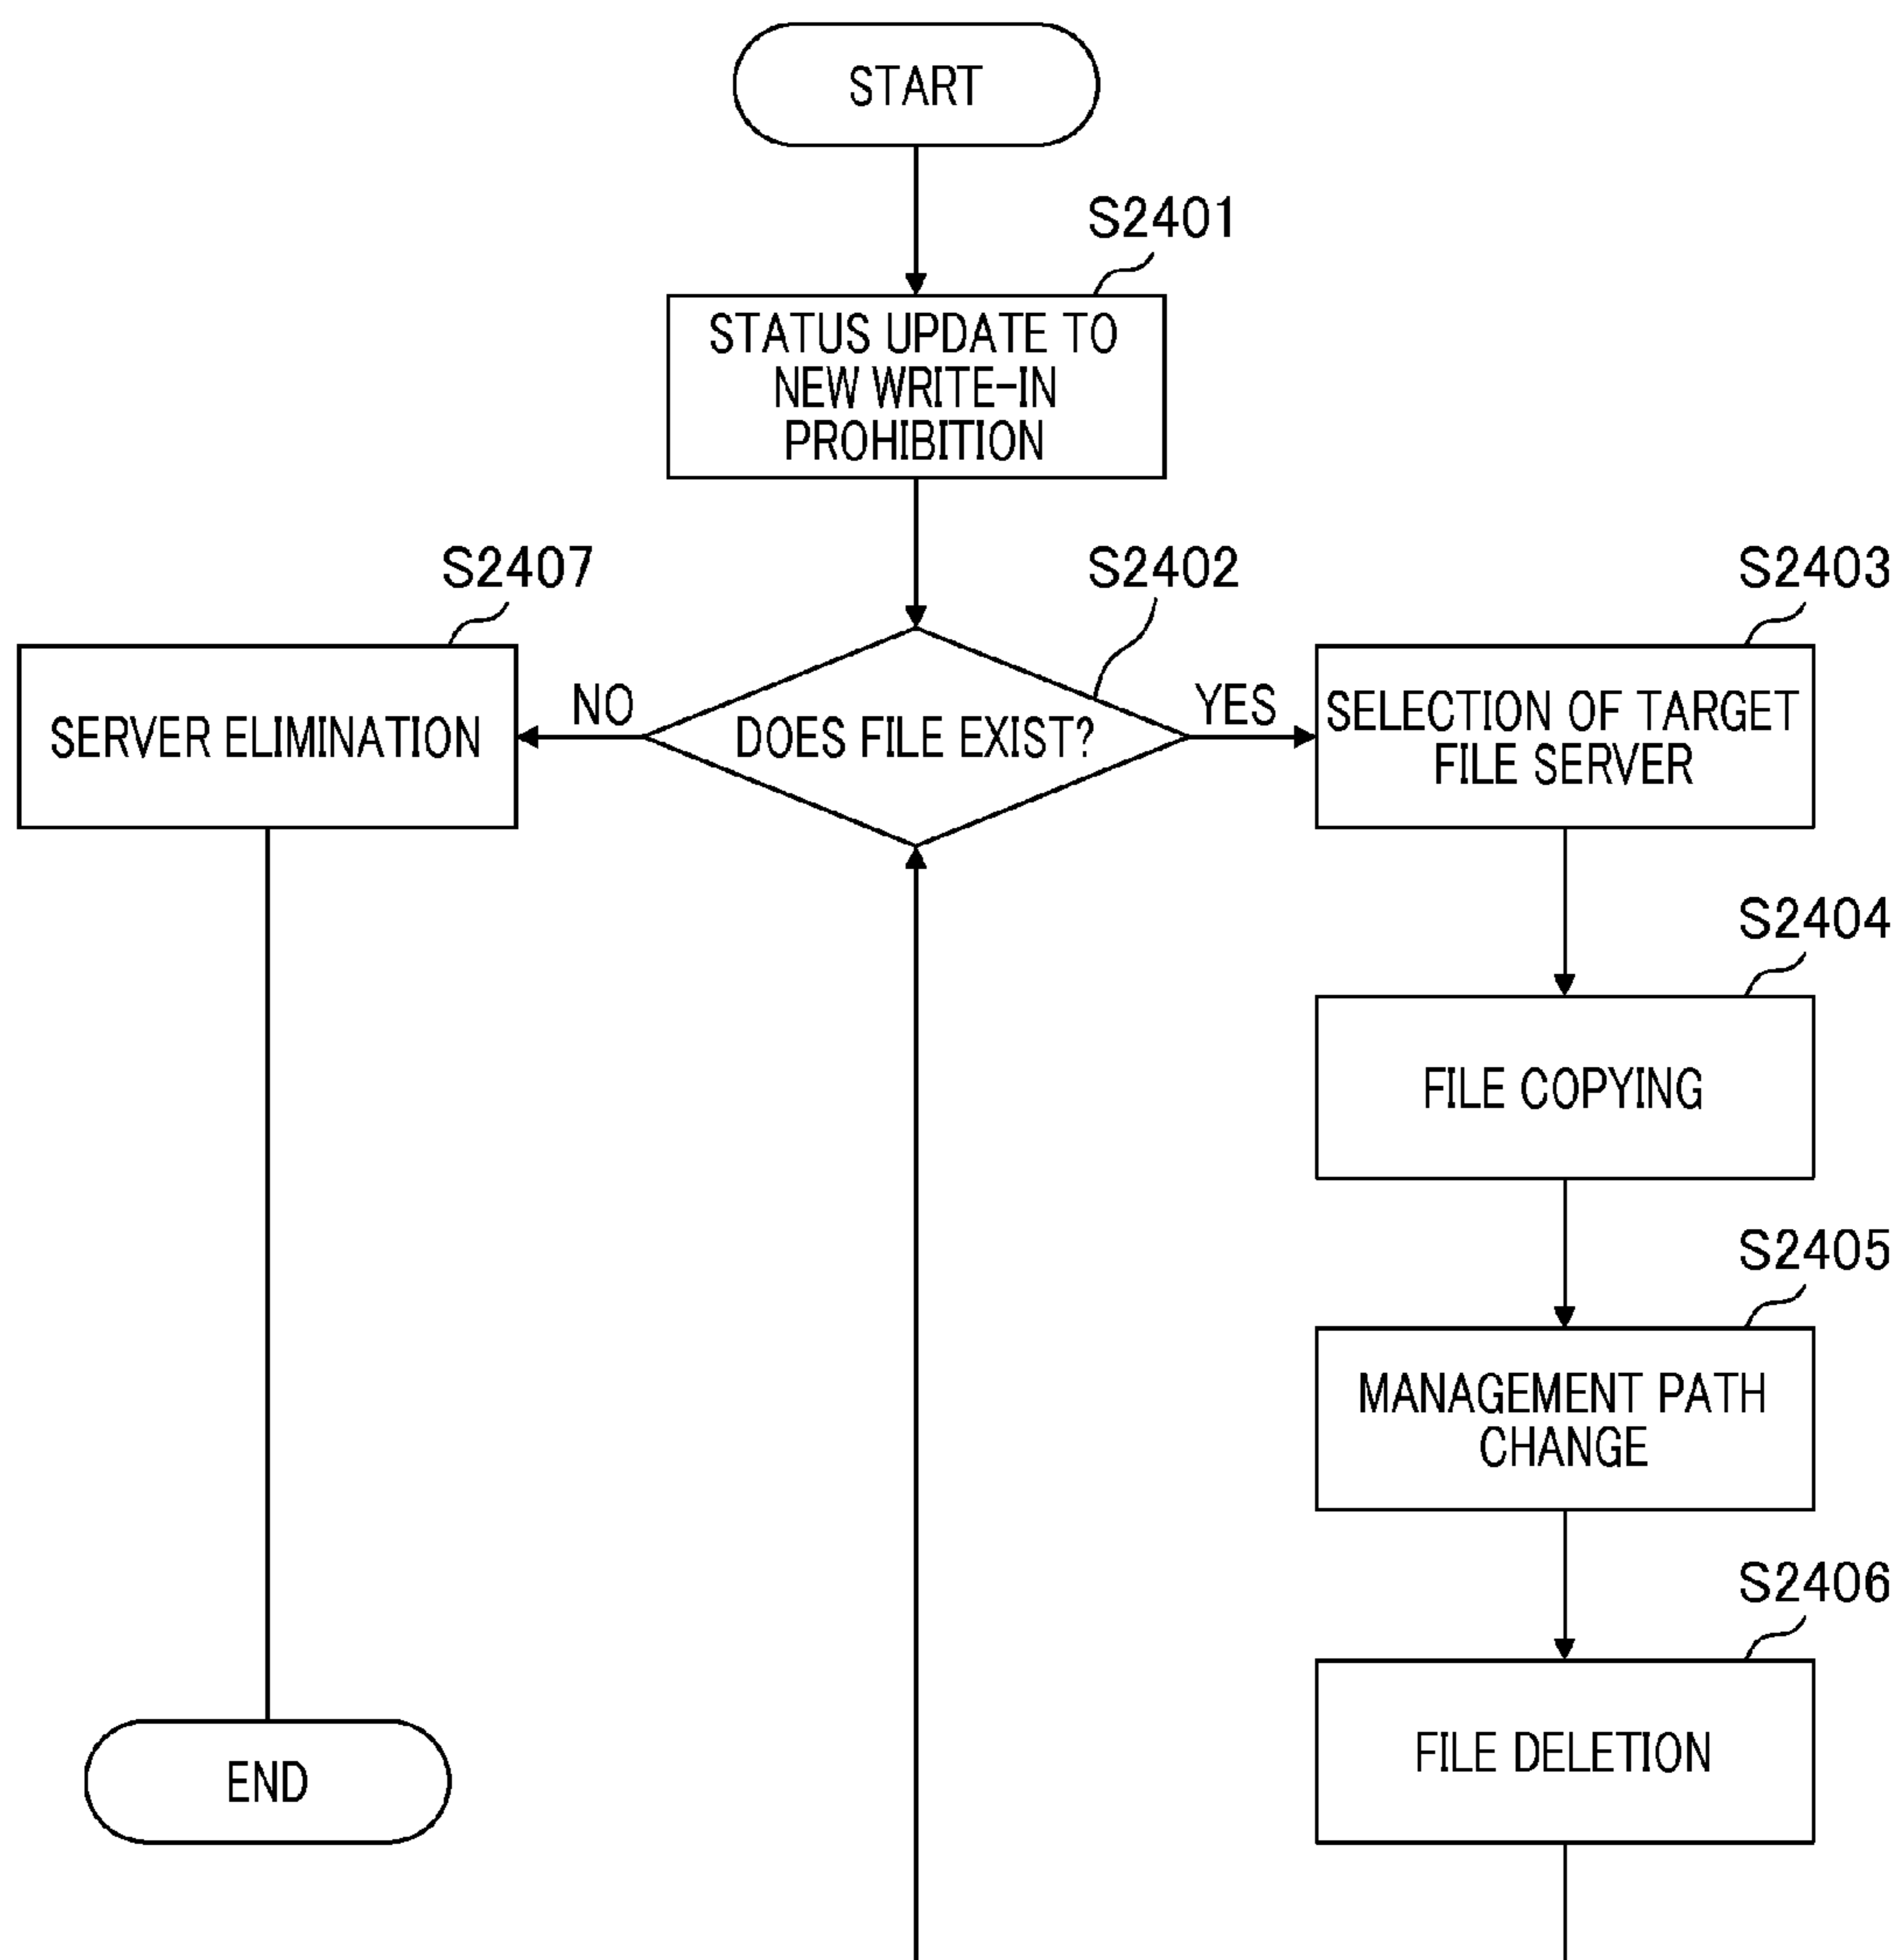 START
S2401
STATUS UPDATE TO
NEW WRITE-IN
PROHIBITION
S2407
S2402
S2403
SERVER ELIMINATION
NO
DOES FILE EXIST?
YES
SELECTION OF TARGET
FILE SERVER
S2404
FILE COPYING
S2405
MANAGEMENT PATH
CHANGE
S2406
FILE DELETION
END